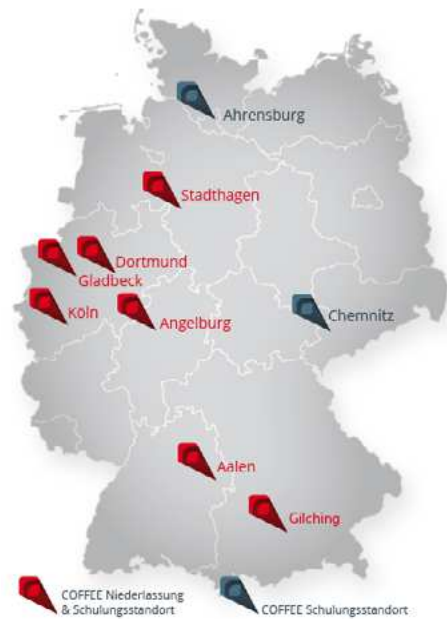 Ahrensburg
Stadthagen
Dortmund
Gladbeck
Köln
Angelburg
Chemnitz
Aalen
Gilching
COFFEE Niederlassung
& Schulungsstandort
COFFEE Schulungsstandort